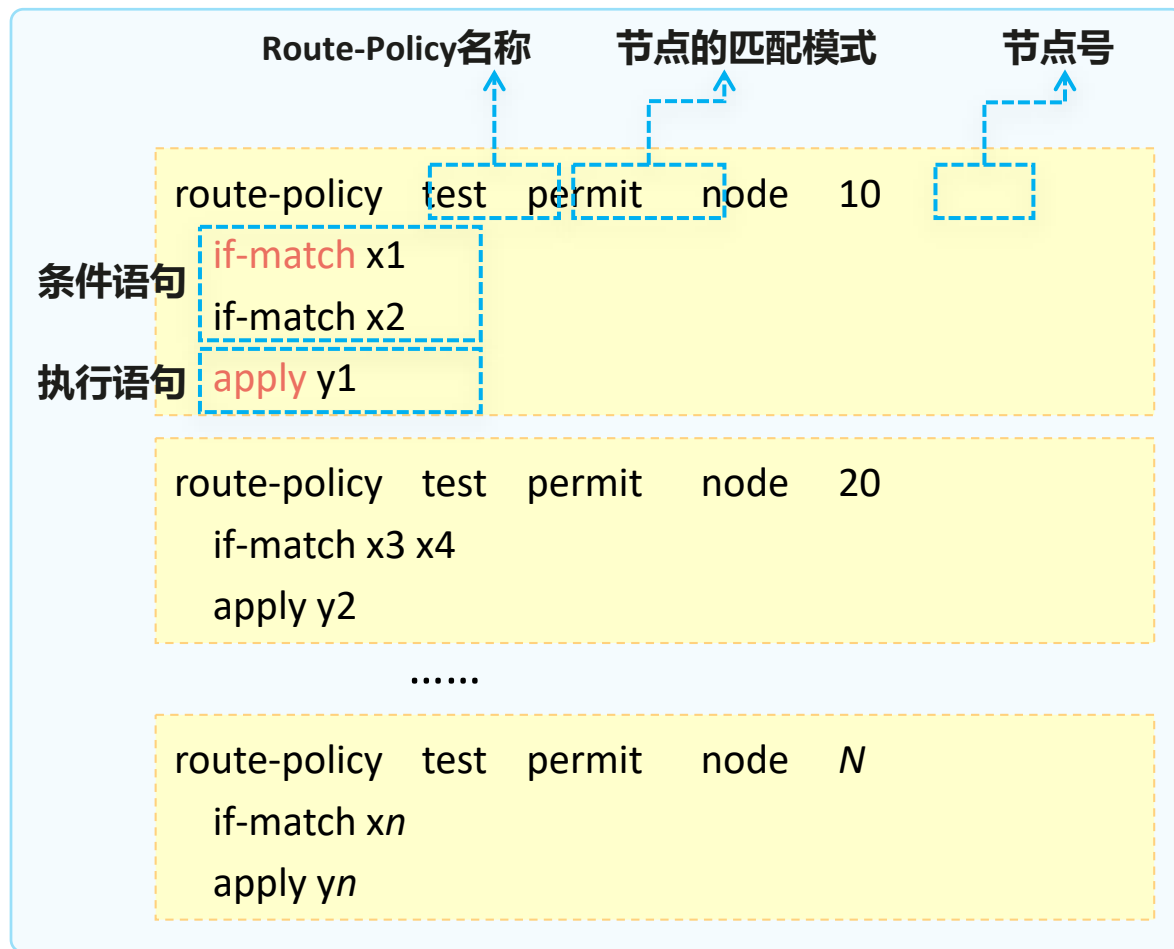 Route-Policy名称 节点的匹配模式 节点号
route-policy test permit node 10
if-match x1
条件语句
if-match x2
执行语句 apply y1
route-policy test permit node 20
if-match x3 x4
apply y2
……
route-policy test permit node N
if-match xn
apply yn